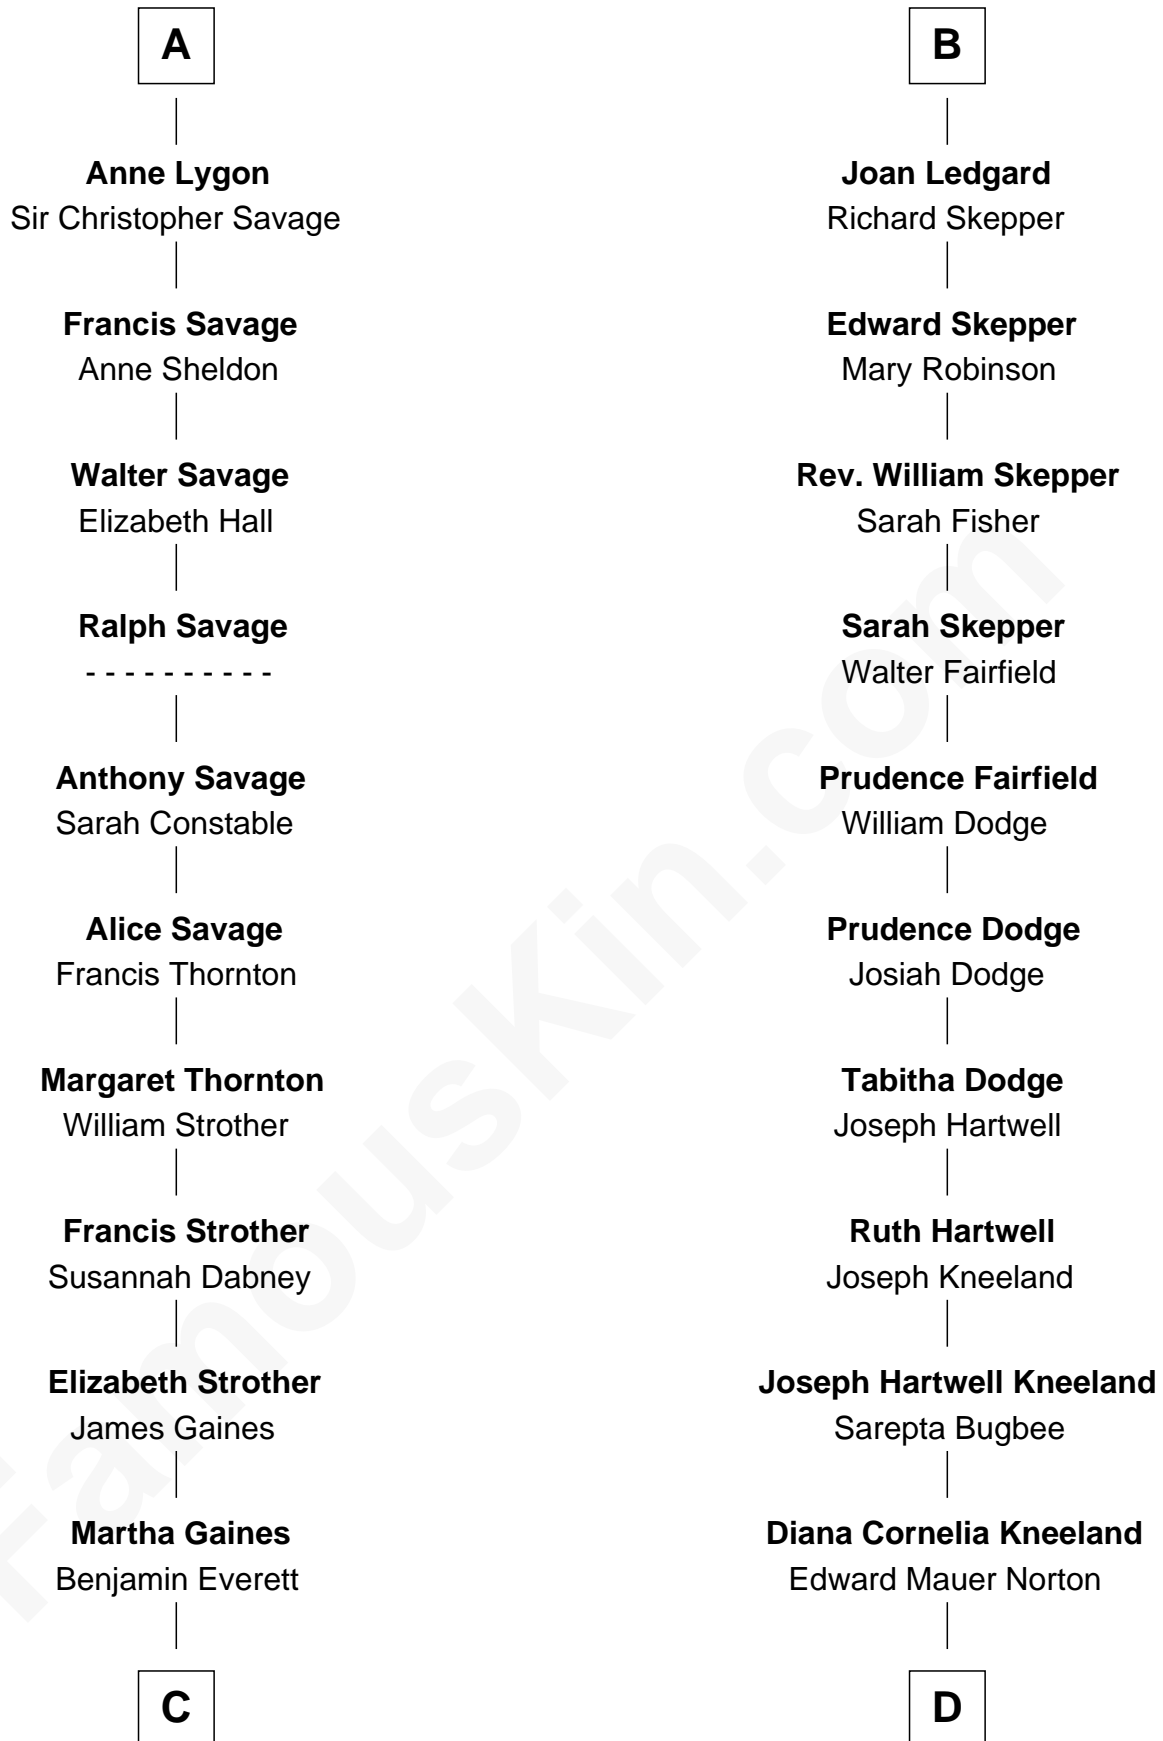 A
Anne Lygon
Sir Christopher Savage
Francis Savage
Anne Sheldon
Walter Savage
Elizabeth Hall
Ralph Savage
- - - - - - - - - -
Anthony Savage
Sarah Constable
Alice Savage
Francis Thornton
Margaret Thornton
William Strother
Francis Strother
Susannah Dabney
Elizabeth Strother
James Gaines
Martha Gaines
Benjamin Everett
C
B
Joan Ledgard
Richard Skepper
Edward Skepper
Mary Robinson
Rev. William Skepper
Sarah Fisher
Sarah Skepper
Walter Fairfield
Prudence Fairfield
William Dodge
Prudence Dodge
Josiah Dodge
Tabitha Dodge
Joseph Hartwell
Ruth Hartwell
Joseph Kneeland
Joseph Hartwell Kneeland
Sarepta Bugbee
Diana Cornelia Kneeland
Edward Mauer Norton
D
FamousKin.com